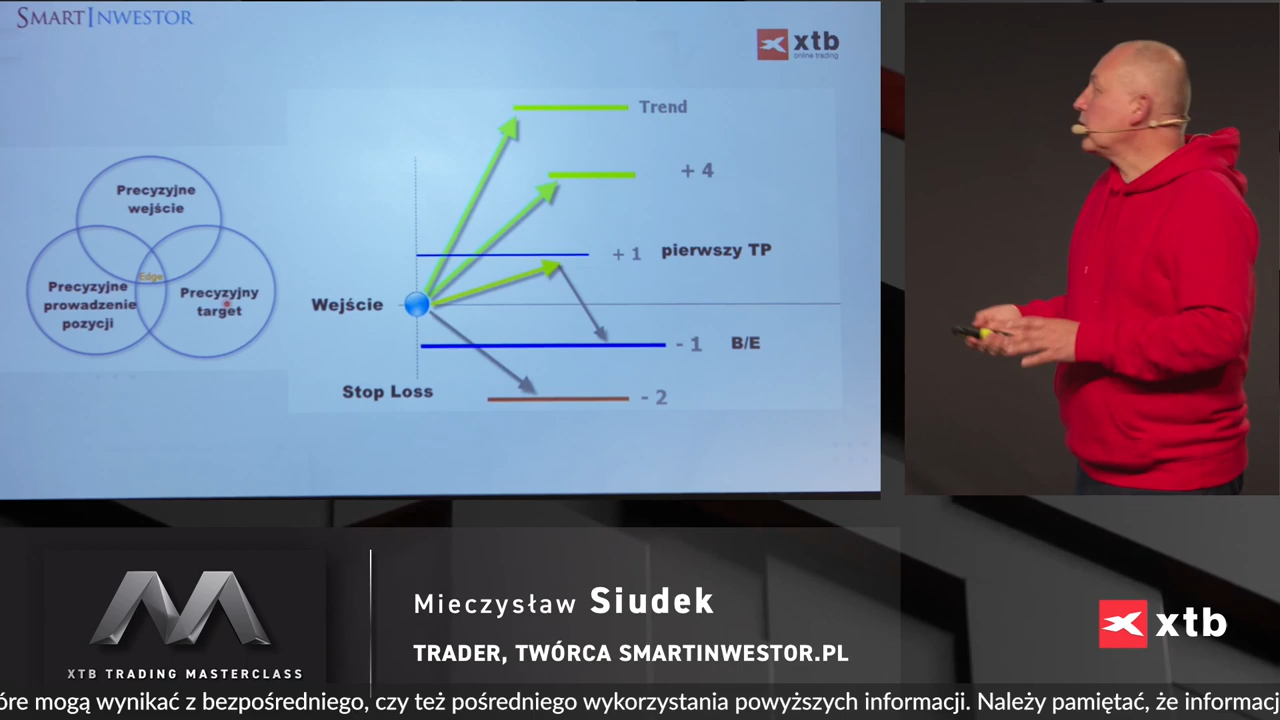 SMARTINWESTOR
xtb
online trading
Trend
+ 4
+ 1 pierwszy TP
Wejście
- 1 B/E
Stop Loss
- 2
Precyzyjne
wejście
Edge
Precyzyjne
prowadzenie
pozycji
Precyzyjny
target
Mieczysław Siudek
TRADER, TWÓRCA SMARTINWESTOR.PL
XTB TRADING MASTERCLASS
xtb
óre mogą wynikać z bezpośredniego, czy też pośredniego wykorzystania powyższych informacji. Należy pamiętać, że informacj